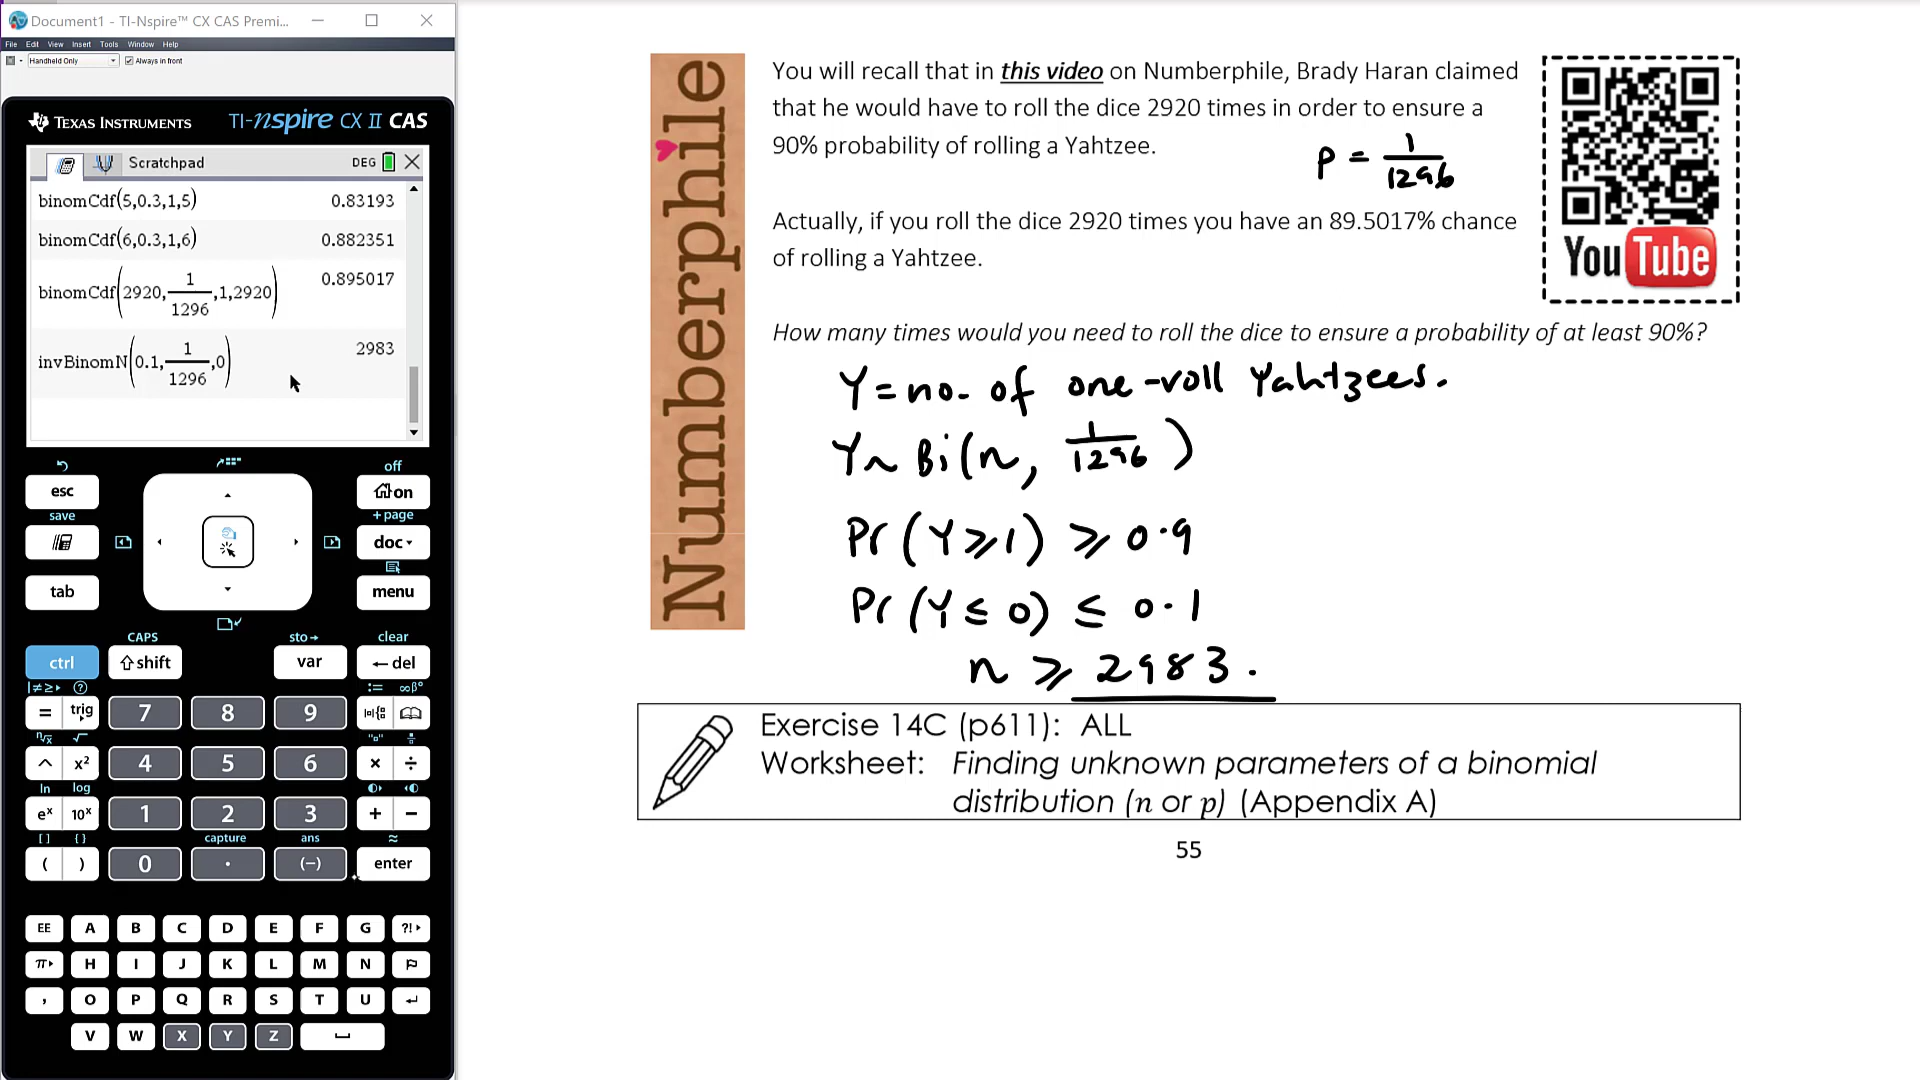 Document1 - TI-Nspire™ CX CAS Premi...
File Edit View Insert Tools Window Help
Handheld Only Always in front
TEXAS INSTRUMENTS TI-nspire CX II CAS
Scratchpad DEG
binomCdf(5,0.3,1,5) 0.83193
binomCdf(6,0.3,1,6) 0.882351
binomCdf(2920,1/1296,1,2920) 0.895017
invBinomN(0.1,1/1296,0) 2983
off
esc on
save + page
doc
tab menu
CAPS sto→ clear
ctrl shift var ←del
|≠≥▸ ? := ∞β°
= trig 7 8 9
ⁿ√x √ "▫"
^ x² 4 5 6 × ÷
ln log
eˣ 10ˣ 1 2 3 + −
[ ] { } capture ans ≈
( ) 0 . (−) enter
EE A B C D E F G ?!▸
π▸ H I J K L M N
, O P Q R S T U ↵
V W X Y Z
Numberphile
You will recall that in this video on Numberphile, Brady Haran claimed
that he would have to roll the dice 2920 times in order to ensure a
90% probability of rolling a Yahtzee.
P = 1/1296
Actually, if you roll the dice 2920 times you have an 89.5017% chance
of rolling a Yahtzee.
YouTube
How many times would you need to roll the dice to ensure a probability of at least 90%?
Y = no. of one-roll Yahtzees.
Y ~ Bi(n, 1/1296)
Pr(Y ⩾ 1) ⩾ 0.9
Pr(Y ≤ 0) ≤ 0.1
n ⩾ 2983.
Exercise 14C (p611): ALL
Worksheet: Finding unknown parameters of a binomial
distribution (n or p) (Appendix A)
55